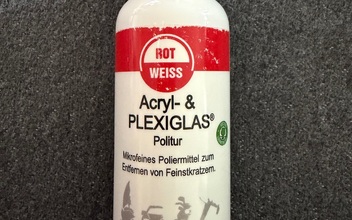 ROT
WEISS
Acryl- &
PLEXIGLAS®
Politur
Mikrofeines Poliermittel zum
Entfernen von Feinstkratzern.